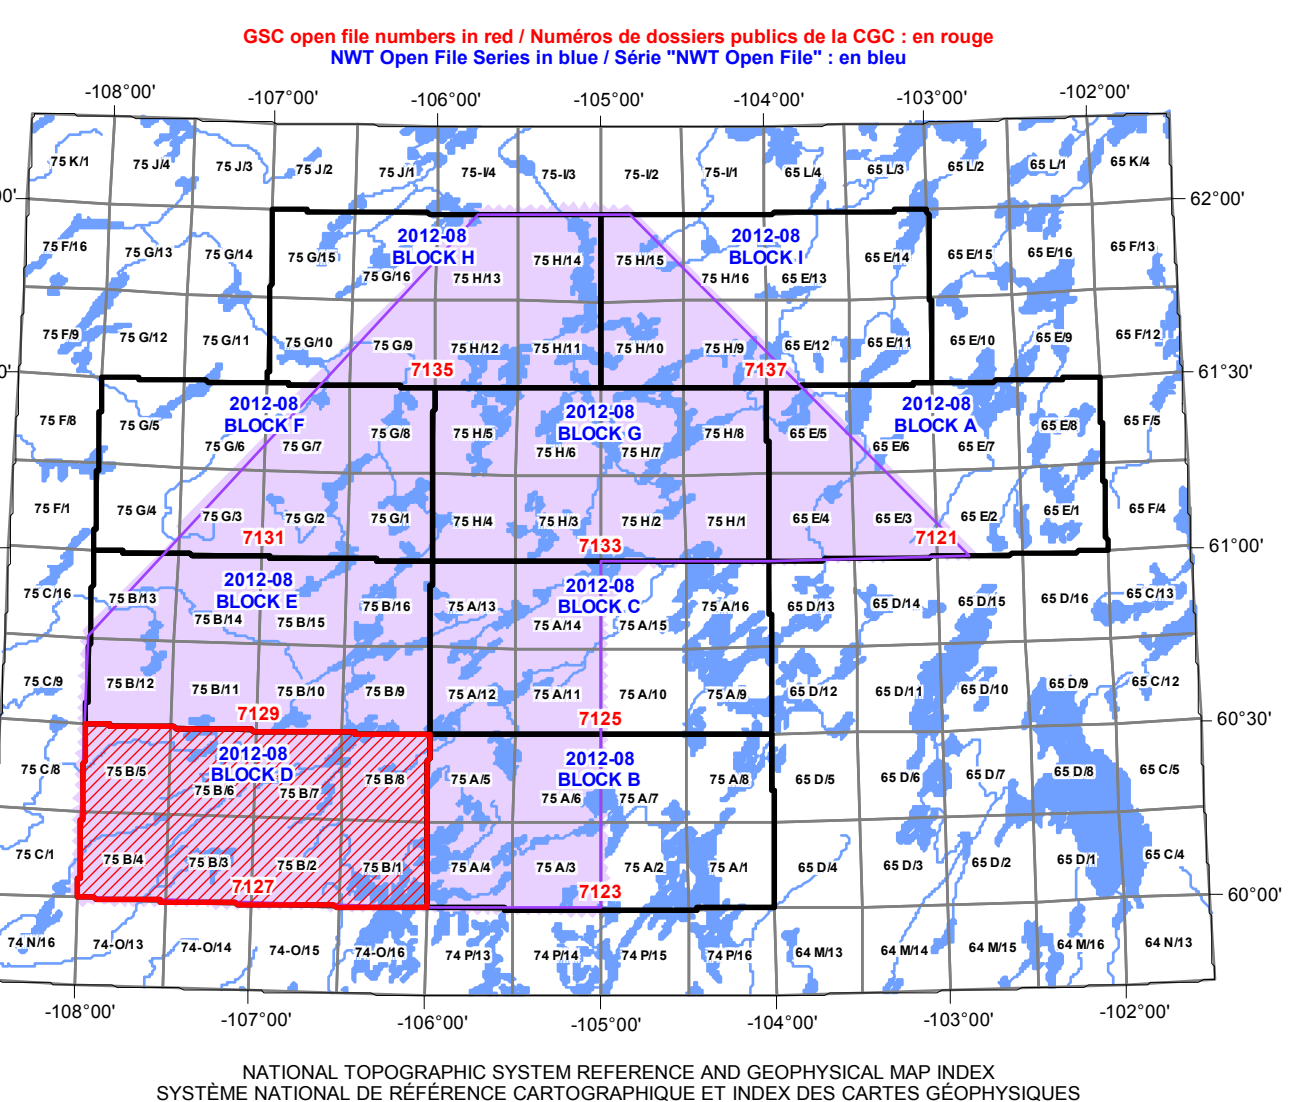 GSC open file numbers in red / Numéros de dossiers publics de la CGC : en rouge
NWT Open File Series in blue / Série "NWT Open File" : en bleu
-108°00' -107°00' -106°00' -105°00' -104°00' -103°00' -102°00'
75 K/1 75 J/4 75 J/3 75 J/2 75 J/1 75-I/4 75-I/3 75-I/2 75-I/1 65 L/4 65 L/3 65 L/2 65 L/1 65 K/4
00' 62°00'
2012-08 2012-08
BLOCK H BLOCK I
75 F/16 75 G/13 75 G/14 75 G/15 75 G/16 75 H/13 75 H/14 75 H/15 75 H/16 65 E/13 65 E/14 65 E/15 65 E/16 65 F/13
75 F/9 75 G/12 75 G/11 75 G/10 75 G/9 75 H/12 75 H/11 75 H/10 75 H/9 65 E/12 65 E/11 65 E/10 65 E/9 65 F/12
7135 7137
0' 61°30'
2012-08 2012-08 2012-08
BLOCK F BLOCK G BLOCK A
75 F/8 75 G/5 75 G/6 75 G/7 75 G/8 75 H/5 75 H/6 75 H/7 75 H/8 65 E/5 65 E/6 65 E/7 65 E/8 65 F/5
75 F/1 75 G/4 75 G/3 75 G/2 75 G/1 75 H/4 75 H/3 75 H/2 75 H/1 65 E/4 65 E/3 65 E/2 65 E/1 65 F/4
7131 7133 7121
61°00'
2012-08 2012-08
BLOCK E BLOCK C
75 C/16 75 B/13 75 B/14 75 B/15 75 B/16 75 A/13 75 A/14 75 A/15 75 A/16 65 D/13 65 D/14 65 D/15 65 D/16 65 C/13
75 C/9 75 B/12 75 B/11 75 B/10 75 B/9 75 A/12 75 A/11 75 A/10 75 A/9 65 D/12 65 D/11 65 D/10 65 D/9 65 C/12
7129 7125
60°30'
2012-08 2012-08
BLOCK D BLOCK B
75 C/8 75 B/5 75 B/6 75 B/7 75 B/8 75 A/5 75 A/6 75 A/7 75 A/8 65 D/5 65 D/6 65 D/7 65 D/8 65 C/5
75 C/1 75 B/4 75 B/3 75 B/2 75 B/1 75 A/4 75 A/3 75 A/2 75 A/1 65 D/4 65 D/3 65 D/2 65 D/1 65 C/4
7127 7123
60°00'
74 N/16 74-O/13 74-O/14 74-O/15 74-O/16 74 P/13 74 P/14 74 P/15 74 P/16 64 M/13 64 M/14 64 M/15 64 M/16 64 N/13
-108°00' -107°00' -106°00' -105°00' -104°00' -103°00' -102°00'
NATIONAL TOPOGRAPHIC SYSTEM REFERENCE AND GEOPHYSICAL MAP INDEX
SYSTÈME NATIONAL DE RÉFÉRENCE CARTOGRAPHIQUE ET INDEX DES CARTES GÉOPHYSIQUES